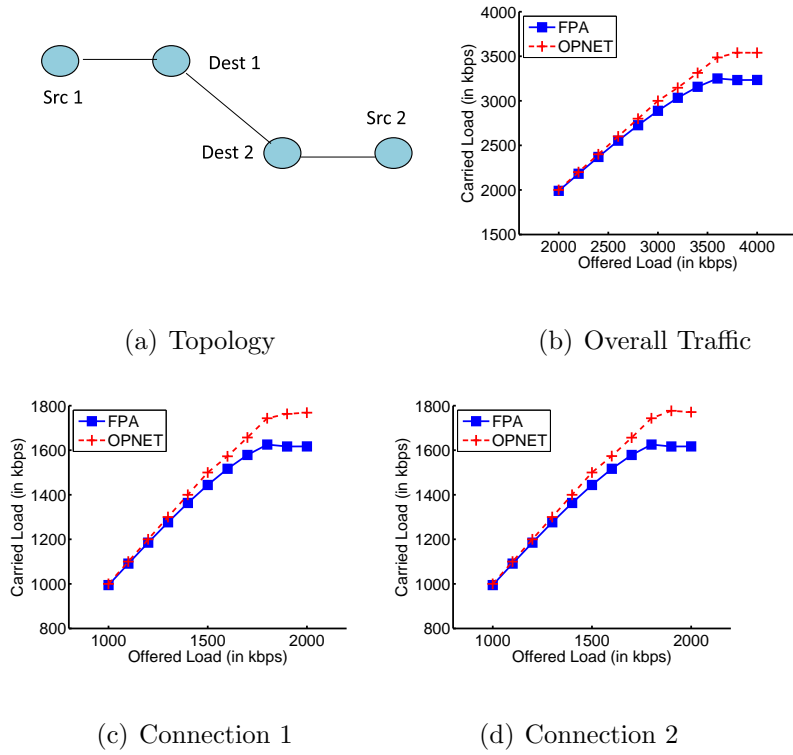 Src 1
Dest 1
Dest 2
Src 2
(a) Topology
FPA
OPNET
Carried Load (in kbps)
4000
3500
3000
2500
2000
1500
2000 2500 3000 3500 4000
Offered Load (in kbps)
(b) Overall Traffic
FPA
OPNET
Carried Load (in kbps)
1800
1600
1400
1200
1000
800
1000 1500 2000
Offered Load (in kbps)
(c) Connection 1
FPA
OPNET
Carried Load (in kbps)
1800
1600
1400
1200
1000
800
1000 1500 2000
Offered Load (in kbps)
(d) Connection 2